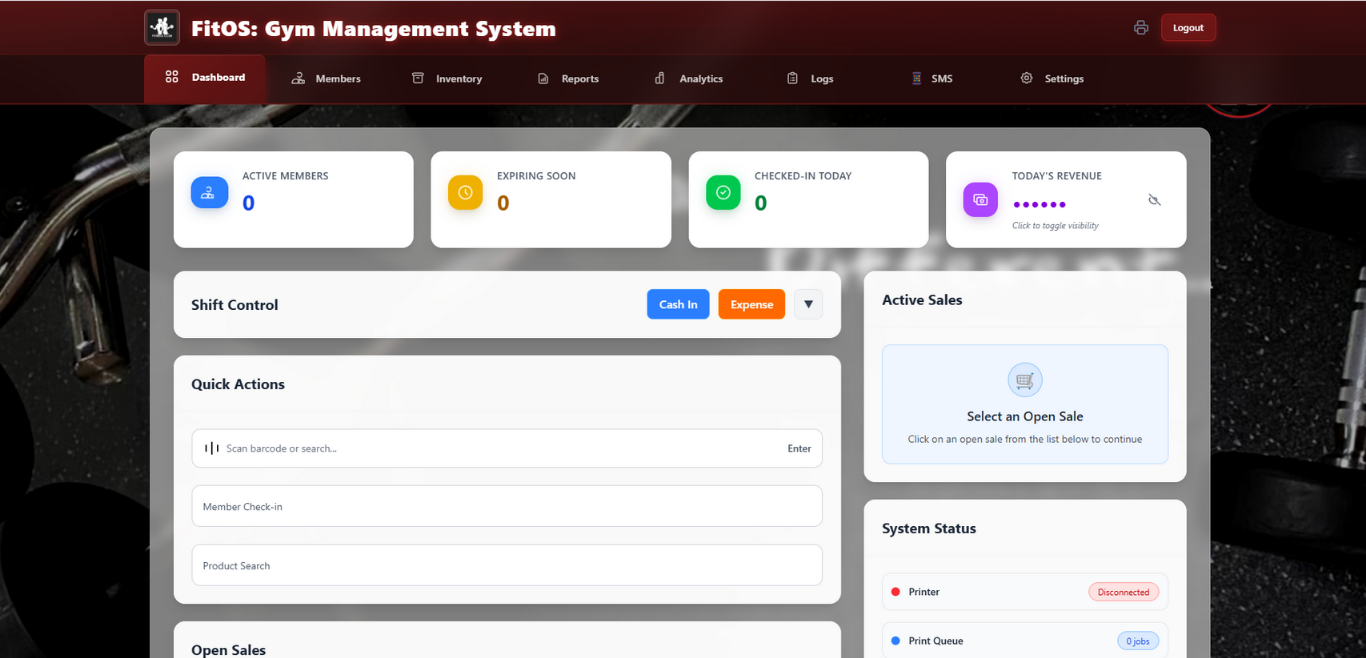 FitOS: Gym Management System
Logout
Dashboard
Members
Inventory
Reports
Analytics
Logs
SMS
Settings
ACTIVE MEMBERS
0
EXPIRING SOON
0
CHECKED-IN TODAY
0
TODAY'S REVENUE
••••••
Click to toggle visibility
Shift Control
Cash In
Expense
▼
Active Sales
Select an Open Sale
Click on an open sale from the list below to continue
Quick Actions
Scan barcode or search...
Enter
Member Check-in
Product Search
System Status
Printer
Disconnected
Print Queue
0 jobs
Open Sales